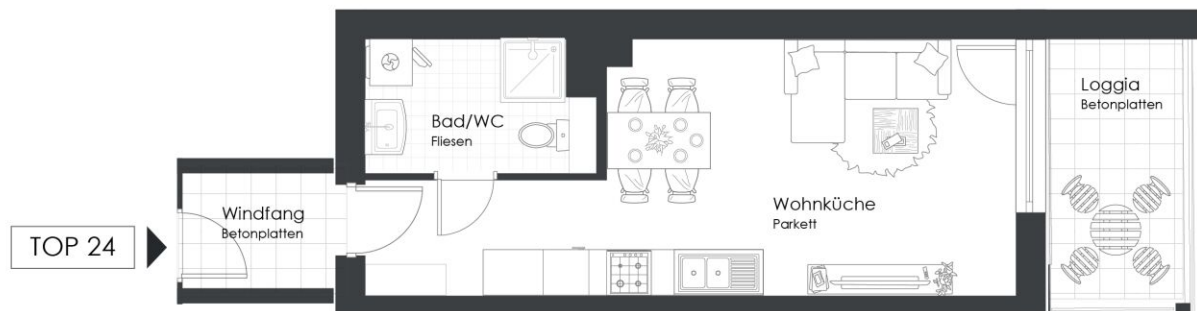 TOP 24
Windfang
Betonplatten
Bad/WC
Fliesen
Wohnküche
Parkett
Loggia
Betonplatten